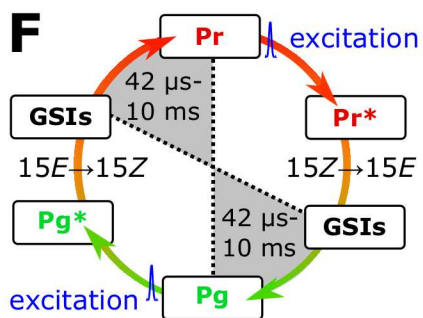 F
Pr
excitation
42 µs-
10 ms
GSIs
Pr*
15E→15Z
15Z→15E
Pg*
42 µs-
10 ms
GSIs
excitation
Pg